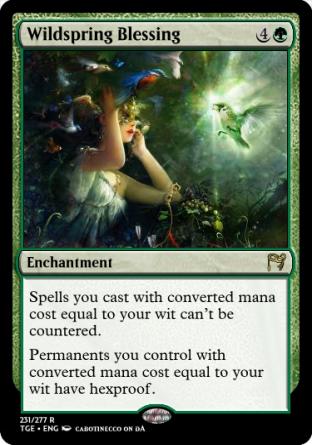 Wildspring Blessing 4
Enchantment
Spells you cast with converted mana
cost equal to your wit can't be
countered.
Permanents you control with
converted mana cost equal to your
wit have hexproof.
231/277 R
TGE • ENG CABOTINECCO ON dA